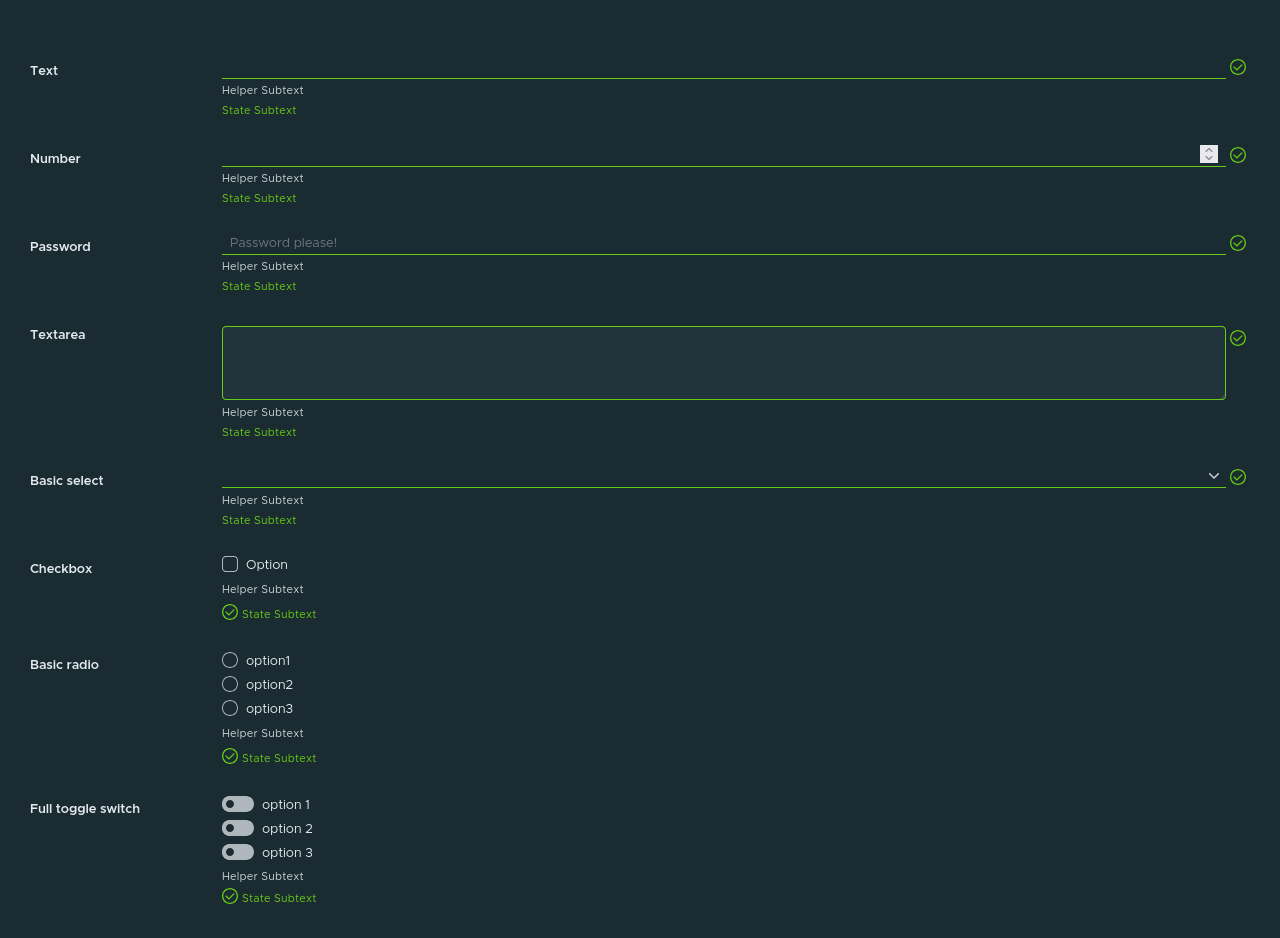 Text
Helper Subtext
State Subtext
Number
Helper Subtext
State Subtext
Password
Password please!
Helper Subtext
State Subtext
Textarea
Helper Subtext
State Subtext
Basic select
Helper Subtext
State Subtext
Checkbox
Option
Helper Subtext
State Subtext
Basic radio
option1
option2
option3
Helper Subtext
State Subtext
Full toggle switch
option 1
option 2
option 3
Helper Subtext
State Subtext